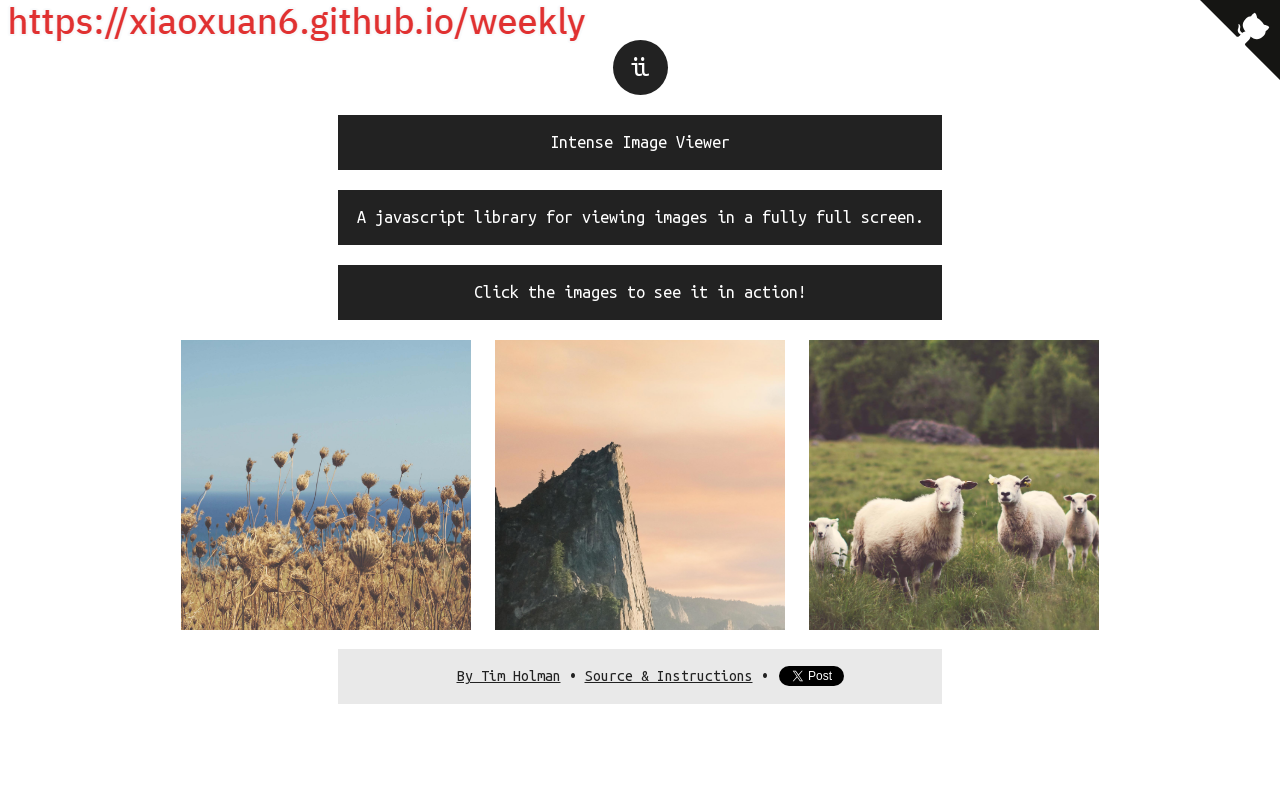 https://xiaoxuan6.github.io/weekly
ii
Intense Image Viewer
A javascript library for viewing images in a fully full screen.
Click the images to see it in action!
By Tim Holman • Source & Instructions • Post